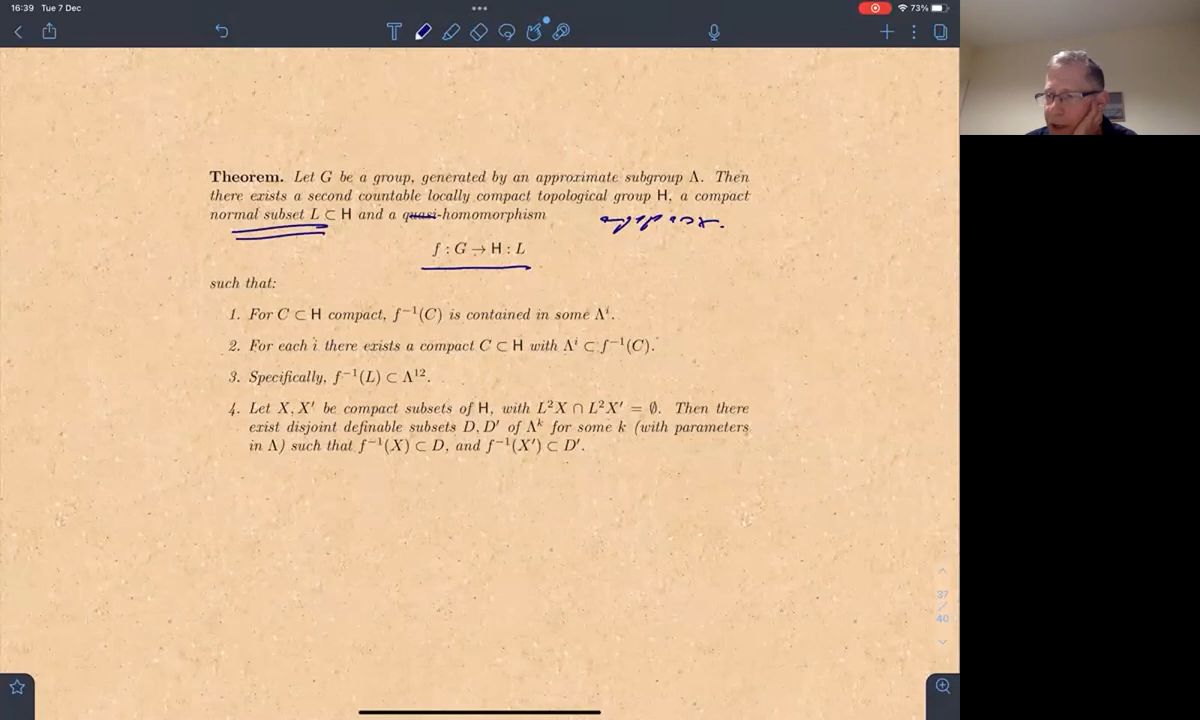 16:39 Tue 7 Dec
73%
Theorem. Let G be a group, generated by an approximate subgroup Λ. Then
there exists a second countable locally compact topological group H, a compact
normal subset L ⊂ H and a quasi-homomorphism
f : G → H : L
such that:
1. For C ⊂ H compact, f⁻¹(C) is contained in some Λⁱ.
2. For each i there exists a compact C ⊂ H with Λⁱ ⊂ f⁻¹(C).
3. Specifically, f⁻¹(L) ⊂ Λ¹².
4. Let X, X′ be compact subsets of H, with L²X ∩ L²X′ = ∅. Then there
exist disjoint definable subsets D, D′ of Λᵏ for some k (with parameters
in Λ) such that f⁻¹(X) ⊂ D, and f⁻¹(X′) ⊂ D′.
37
/
40